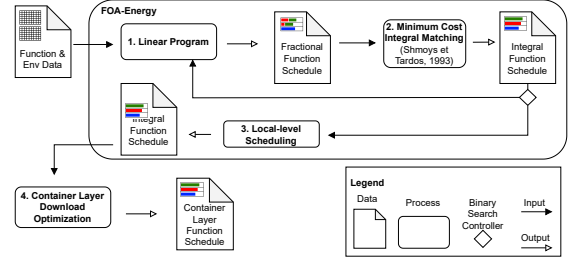 FOA-Energy
Function &
Env Data
1. Linear Program
Fractional
Function
Schedule
2. Minimum Cost
Integral Matching
(Shmoys et
Tardos, 1993)
Integral
Function
Schedule
Integral
Function
Schedule
3. Local-level
Scheduling
4. Container Layer
Download
Optimization
Container
Layer
Function
Schedule
Legend
Data
Process
Binary
Search
Controller
Input
Output